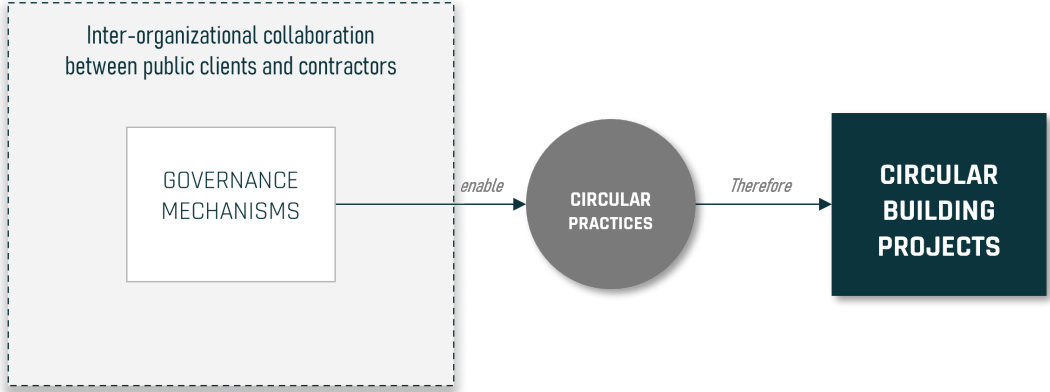 Inter-organizational collaboration
between public clients and contractors
GOVERNANCE
MECHANISMS
enable
CIRCULAR
PRACTICES
Therefore
CIRCULAR
BUILDING
PROJECTS